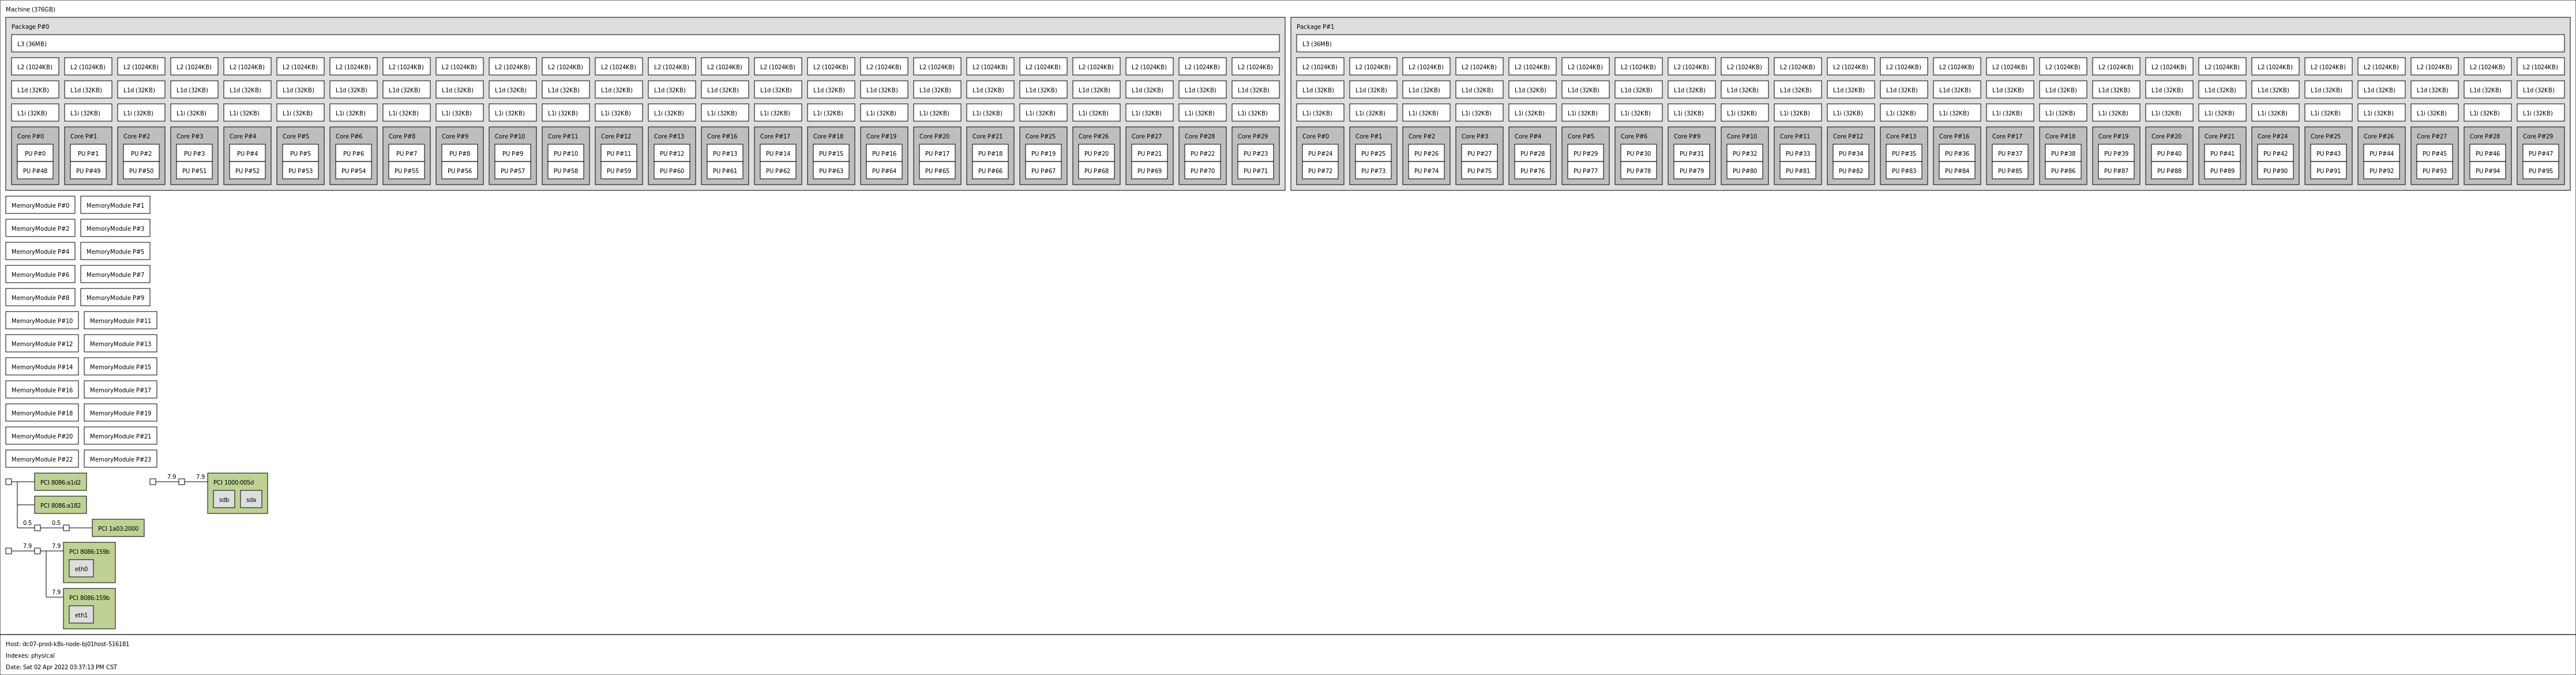 Machine (376GB)
Package P#0 Package P#1
L3 (36MB) L3 (36MB)
L2 (1024KB) L2 (1024KB) L2 (1024KB) L2 (1024KB) L2 (1024KB) L2 (1024KB) L2 (1024KB) L2 (1024KB) L2 (1024KB) L2 (1024KB) L2 (1024KB) L2 (1024KB) L2 (1024KB) L2 (1024KB) L2 (1024KB) L2 (1024KB) L2 (1024KB) L2 (1024KB) L2 (1024KB) L2 (1024KB) L2 (1024KB) L2 (1024KB) L2 (1024KB) L2 (1024KB) L2 (1024KB) L2 (1024KB) L2 (1024KB) L2 (1024KB) L2 (1024KB) L2 (1024KB) L2 (1024KB) L2 (1024KB) L2 (1024KB) L2 (1024KB) L2 (1024KB) L2 (1024KB) L2 (1024KB) L2 (1024KB) L2 (1024KB) L2 (1024KB) L2 (1024KB) L2 (1024KB) L2 (1024KB) L2 (1024KB) L2 (1024KB) L2 (1024KB) L2 (1024KB) L2 (1024KB)
L1d (32KB) L1d (32KB) L1d (32KB) L1d (32KB) L1d (32KB) L1d (32KB) L1d (32KB) L1d (32KB) L1d (32KB) L1d (32KB) L1d (32KB) L1d (32KB) L1d (32KB) L1d (32KB) L1d (32KB) L1d (32KB) L1d (32KB) L1d (32KB) L1d (32KB) L1d (32KB) L1d (32KB) L1d (32KB) L1d (32KB) L1d (32KB) L1d (32KB) L1d (32KB) L1d (32KB) L1d (32KB) L1d (32KB) L1d (32KB) L1d (32KB) L1d (32KB) L1d (32KB) L1d (32KB) L1d (32KB) L1d (32KB) L1d (32KB) L1d (32KB) L1d (32KB) L1d (32KB) L1d (32KB) L1d (32KB) L1d (32KB) L1d (32KB) L1d (32KB) L1d (32KB) L1d (32KB) L1d (32KB)
L1i (32KB) L1i (32KB) L1i (32KB) L1i (32KB) L1i (32KB) L1i (32KB) L1i (32KB) L1i (32KB) L1i (32KB) L1i (32KB) L1i (32KB) L1i (32KB) L1i (32KB) L1i (32KB) L1i (32KB) L1i (32KB) L1i (32KB) L1i (32KB) L1i (32KB) L1i (32KB) L1i (32KB) L1i (32KB) L1i (32KB) L1i (32KB) L1i (32KB) L1i (32KB) L1i (32KB) L1i (32KB) L1i (32KB) L1i (32KB) L1i (32KB) L1i (32KB) L1i (32KB) L1i (32KB) L1i (32KB) L1i (32KB) L1i (32KB) L1i (32KB) L1i (32KB) L1i (32KB) L1i (32KB) L1i (32KB) L1i (32KB) L1i (32KB) L1i (32KB) L1i (32KB) L1i (32KB) L1i (32KB)
Core P#0 Core P#1 Core P#2 Core P#3 Core P#4 Core P#5 Core P#6 Core P#8 Core P#9 Core P#10 Core P#11 Core P#12 Core P#13 Core P#16 Core P#17 Core P#18 Core P#19 Core P#20 Core P#21 Core P#25 Core P#26 Core P#27 Core P#28 Core P#29 Core P#0 Core P#1 Core P#2 Core P#3 Core P#4 Core P#5 Core P#6 Core P#9 Core P#10 Core P#11 Core P#12 Core P#13 Core P#16 Core P#17 Core P#18 Core P#19 Core P#20 Core P#21 Core P#24 Core P#25 Core P#26 Core P#27 Core P#28 Core P#29
PU P#0 PU P#1 PU P#2 PU P#3 PU P#4 PU P#5 PU P#6 PU P#7 PU P#8 PU P#9 PU P#10 PU P#11 PU P#12 PU P#13 PU P#14 PU P#15 PU P#16 PU P#17 PU P#18 PU P#19 PU P#20 PU P#21 PU P#22 PU P#23 PU P#24 PU P#25 PU P#26 PU P#27 PU P#28 PU P#29 PU P#30 PU P#31 PU P#32 PU P#33 PU P#34 PU P#35 PU P#36 PU P#37 PU P#38 PU P#39 PU P#40 PU P#41 PU P#42 PU P#43 PU P#44 PU P#45 PU P#46 PU P#47
PU P#48 PU P#49 PU P#50 PU P#51 PU P#52 PU P#53 PU P#54 PU P#55 PU P#56 PU P#57 PU P#58 PU P#59 PU P#60 PU P#61 PU P#62 PU P#63 PU P#64 PU P#65 PU P#66 PU P#67 PU P#68 PU P#69 PU P#70 PU P#71 PU P#72 PU P#73 PU P#74 PU P#75 PU P#76 PU P#77 PU P#78 PU P#79 PU P#80 PU P#81 PU P#82 PU P#83 PU P#84 PU P#85 PU P#86 PU P#87 PU P#88 PU P#89 PU P#90 PU P#91 PU P#92 PU P#93 PU P#94 PU P#95
MemoryModule P#0 MemoryModule P#1
MemoryModule P#2 MemoryModule P#3
MemoryModule P#4 MemoryModule P#5
MemoryModule P#6 MemoryModule P#7
MemoryModule P#8 MemoryModule P#9
MemoryModule P#10 MemoryModule P#11
MemoryModule P#12 MemoryModule P#13
MemoryModule P#14 MemoryModule P#15
MemoryModule P#16 MemoryModule P#17
MemoryModule P#18 MemoryModule P#19
MemoryModule P#20 MemoryModule P#21
MemoryModule P#22 MemoryModule P#23
PCI 8086:a1d2 7.9 7.9 PCI 1000:005d
sdb sda
PCI 8086:a182
0.5 0.5 PCI 1a03:2000
7.9 7.9 PCI 8086:159b
eth0
7.9 PCI 8086:159b
eth1
Host: dc07-prod-k8s-node-bj01host-516181
Indexes: physical
Date: Sat 02 Apr 2022 03:37:13 PM CST